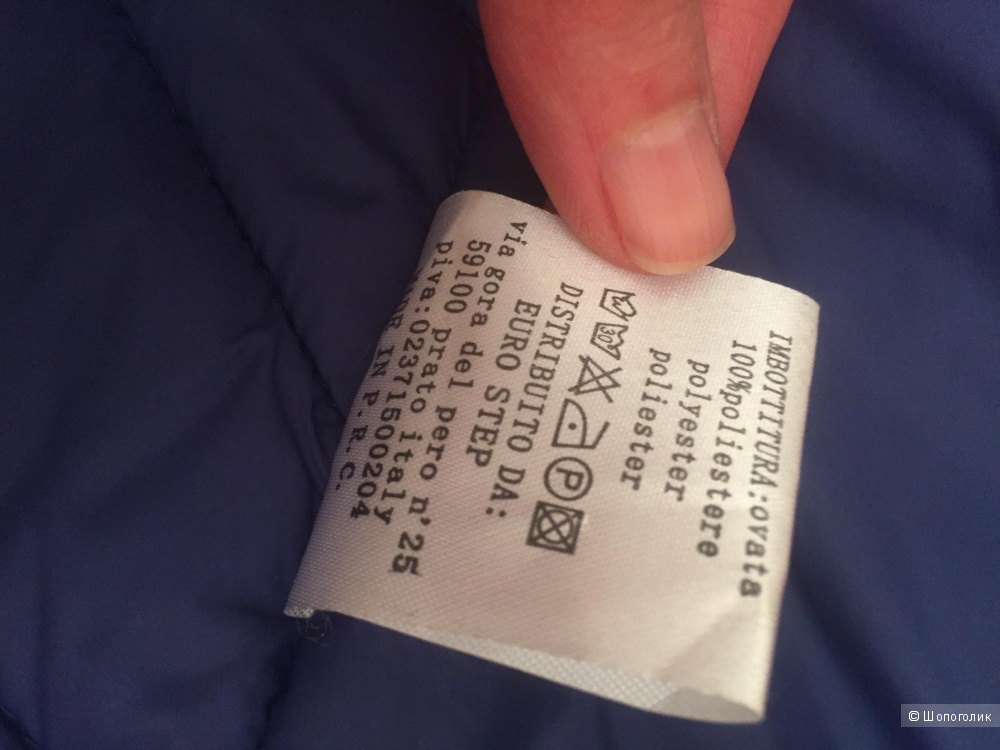 IMBOTTITURA:ovata
100%poliestere
polyester
poliester
30
P
DISTRIBUITO DA:
EURO STEP
via gora del pero n°25
59100 prato italy
piva:02371500204
IN P.R.C.
© Шопоголик